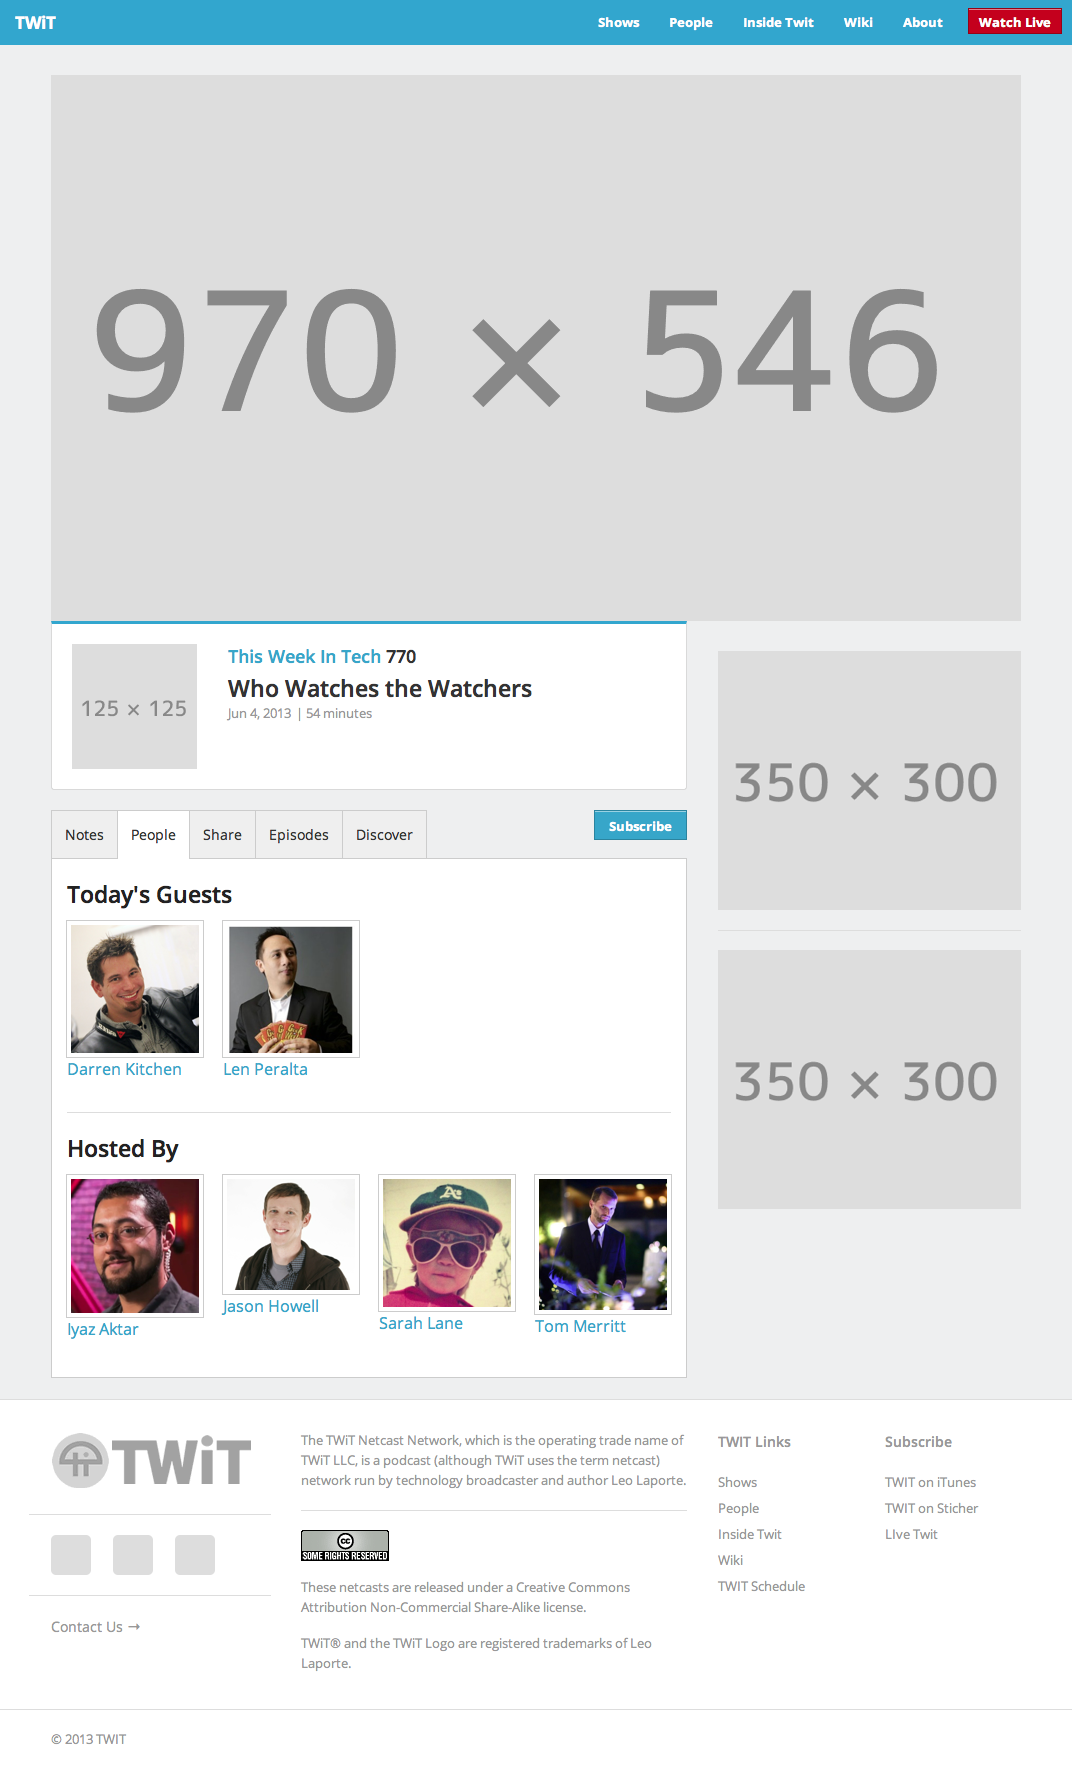 TWiT
Shows People Inside Twit Wiki About Watch Live
970 × 546
125 × 125
This Week In Tech 770
Who Watches the Watchers
Jun 4, 2013 | 54 minutes
350 × 300
Notes People Share Episodes Discover
Subscribe
Today's Guests
Darren Kitchen
Len Peralta
350 × 300
Hosted By
A's
Iyaz Aktar
Jason Howell
Sarah Lane
Tom Merritt
TWiT
Contact Us →
The TWiT Netcast Network, which is the operating trade name of
TWiT LLC, is a podcast (although TWiT uses the term netcast)
network run by technology broadcaster and author Leo Laporte.
cc
SOME RIGHTS RESERVED
These netcasts are released under a Creative Commons
Attribution Non-Commercial Share-Alike license.
TWiT® and the TWiT Logo are registered trademarks of Leo
Laporte.
TWIT Links
Shows
People
Inside Twit
Wiki
TWIT Schedule
Subscribe
TWIT on iTunes
TWIT on Sticher
LIve Twit
© 2013 TWIT